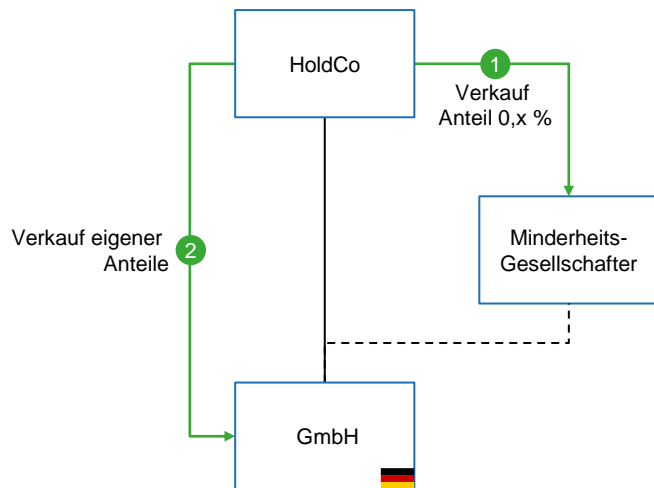 HoldCo
1
Verkauf
Anteil 0,x %
Verkauf eigener
Anteile
2
Minderheits-
Gesellschafter
GmbH